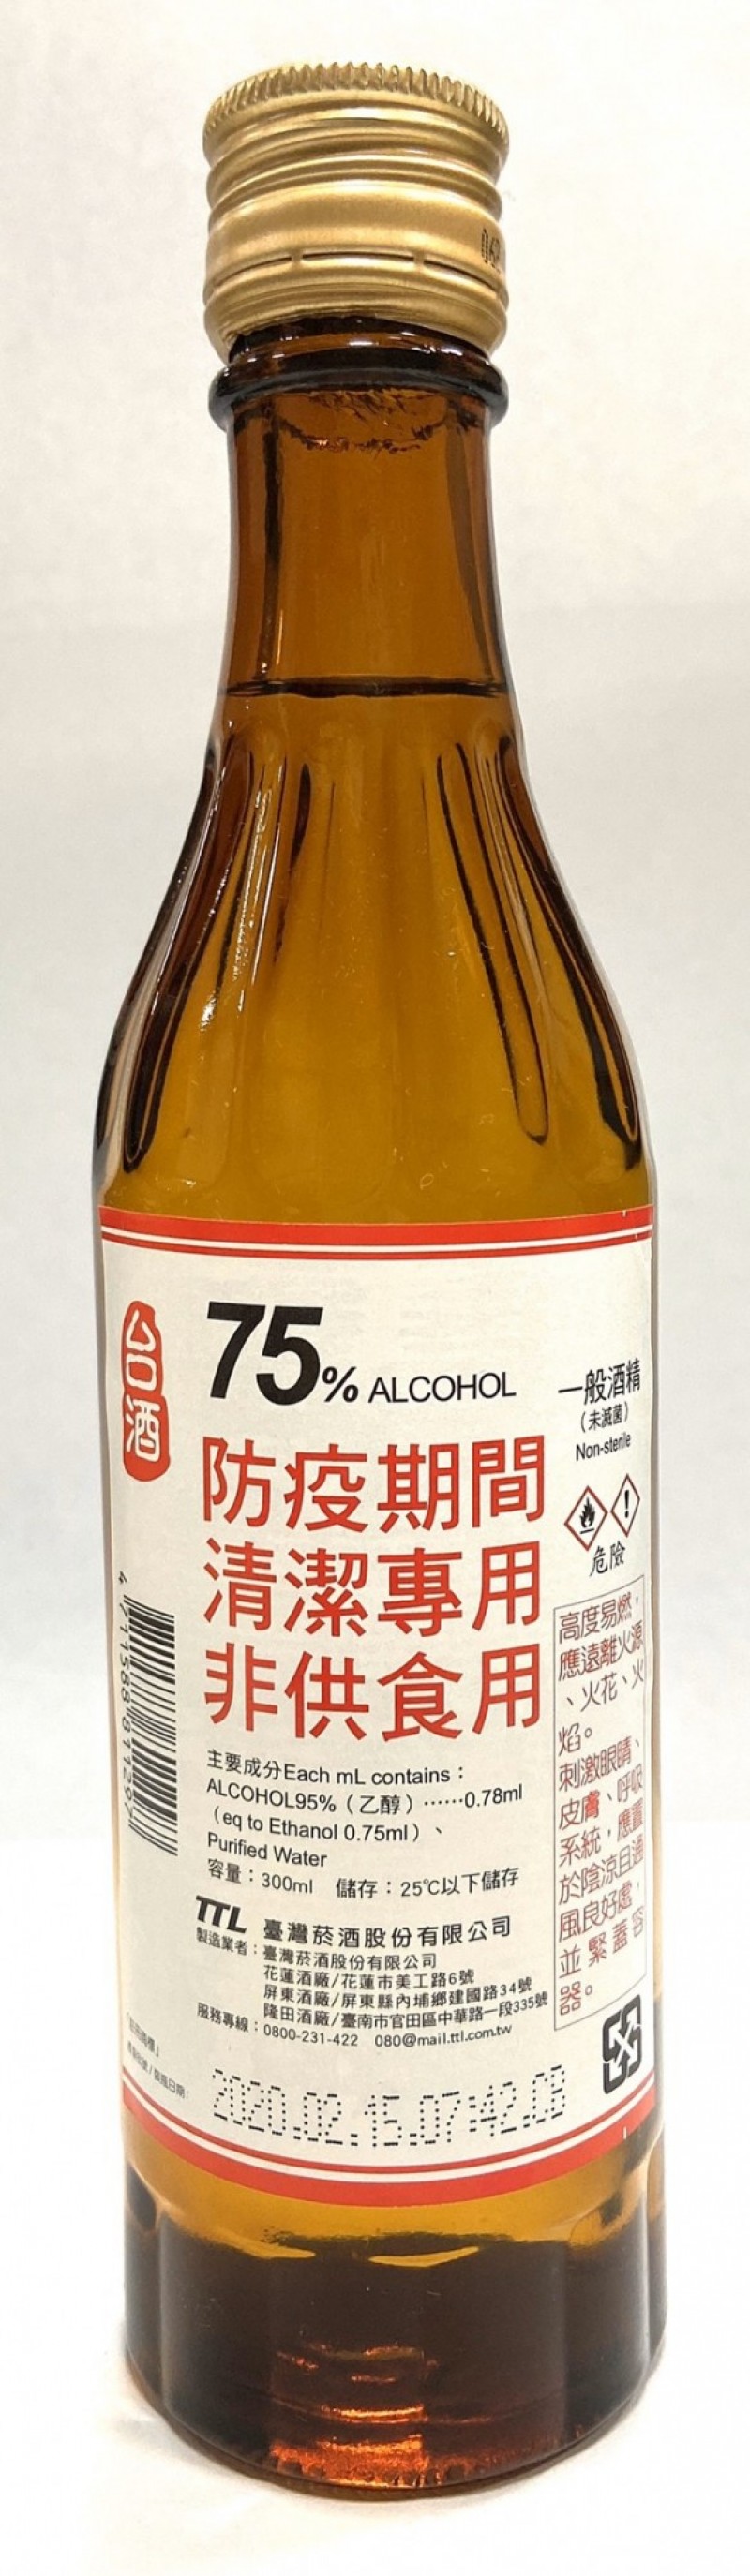 台酒
75% ALCOHOL
防疫期間
清潔專用
非供食用
主要成分Each mL contains：
ALCOHOL95%（乙醇）⋯⋯0.78ml
（eq to Ethanol 0.75ml）、
Purified Water
容量：300ml 儲存：25℃以下儲存
TTL 臺灣菸酒股份有限公司
製造業者：臺灣菸酒股份有限公司
花蓮酒廠/花蓮市美工路6號
屏東酒廠/屏東縣內埔鄉建國路34號
隆田酒廠/臺南市官田區中華路一段335號
服務專線：0800-231-422 080@mail.ttl.com.tw
2020.02.15.07:42.03
一般酒精
（未滅菌）
Non-sterile
危險
高度易燃，
應遠離火源
、火花、火
焰。
刺激眼睛、
皮膚、呼吸
系統，應置
於陰涼且通
風良好處，
並緊蓋容
器。
4 711588 811297